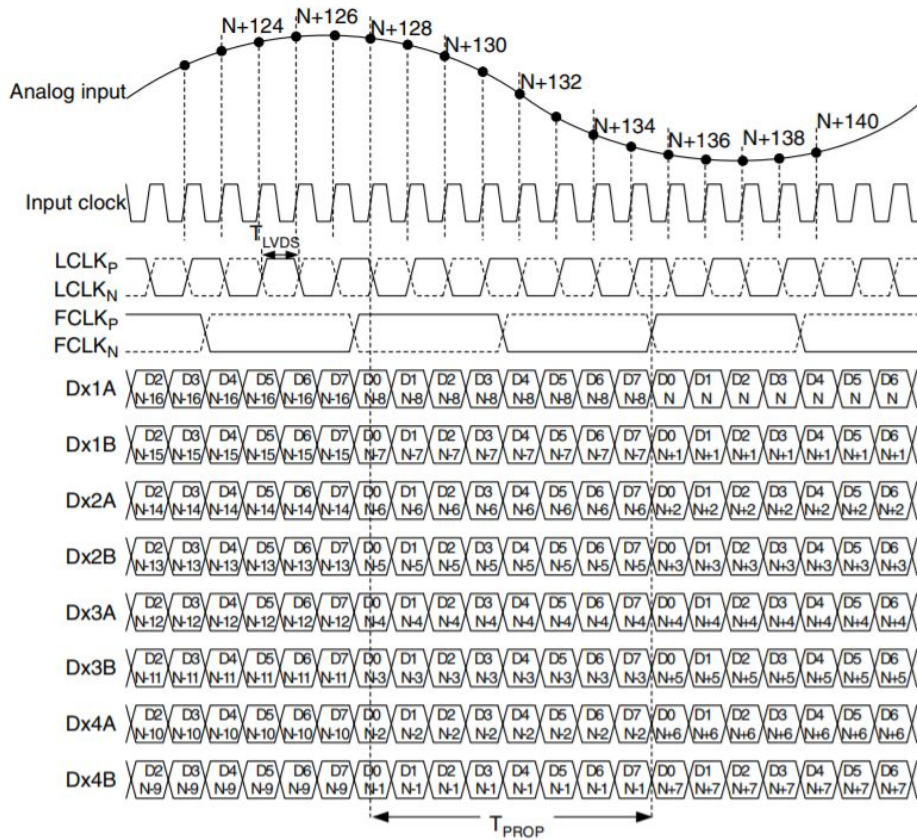 N+124 N+126 N+128 N+130 N+132 N+134 N+136 N+138 N+140
Analog input
Input clock
TLVDS
LCLKP
LCLKN
FCLKP
FCLKN
Dx1A
D2 D3 D4 D5 D6 D7 D0 D1 D2 D3 D4 D5 D6 D7 D0 D1 D2 D3 D4 D5 D6
N-16 N-16 N-16 N-16 N-16 N-16 N-8 N-8 N-8 N-8 N-8 N-8 N-8 N-8 N N N N N N N
Dx1B
D2 D3 D4 D5 D6 D7 D0 D1 D2 D3 D4 D5 D6 D7 D0 D1 D2 D3 D4 D5 D6
N-15 N-15 N-15 N-15 N-15 N-15 N-7 N-7 N-7 N-7 N-7 N-7 N-7 N-7 N+1 N+1 N+1 N+1 N+1 N+1 N+1
Dx2A
D2 D3 D4 D5 D6 D7 D0 D1 D2 D3 D4 D5 D6 D7 D0 D1 D2 D3 D4 D5 D6
N-14 N-14 N-14 N-14 N-14 N-14 N-6 N-6 N-6 N-6 N-6 N-6 N-6 N-6 N+2 N+2 N+2 N+2 N+2 N+2 N+2
Dx2B
D2 D3 D4 D5 D6 D7 D0 D1 D2 D3 D4 D5 D6 D7 D0 D1 D2 D3 D4 D5 D6
N-13 N-13 N-13 N-13 N-13 N-13 N-5 N-5 N-5 N-5 N-5 N-5 N-5 N-5 N+3 N+3 N+3 N+3 N+3 N+3 N+3
Dx3A
D2 D3 D4 D5 D6 D7 D0 D1 D2 D3 D4 D5 D6 D7 D0 D1 D2 D3 D4 D5 D6
N-12 N-12 N-12 N-12 N-12 N-12 N-4 N-4 N-4 N-4 N-4 N-4 N-4 N-4 N+4 N+4 N+4 N+4 N+4 N+4 N+4
Dx3B
D2 D3 D4 D5 D6 D7 D0 D1 D2 D3 D4 D5 D6 D7 D0 D1 D2 D3 D4 D5 D6
N-11 N-11 N-11 N-11 N-11 N-11 N-3 N-3 N-3 N-3 N-3 N-3 N-3 N-3 N+5 N+5 N+5 N+5 N+5 N+5 N+5
Dx4A
D2 D3 D4 D5 D6 D7 D0 D1 D2 D3 D4 D5 D6 D7 D0 D1 D2 D3 D4 D5 D6
N-10 N-10 N-10 N-10 N-10 N-10 N-2 N-2 N-2 N-2 N-2 N-2 N-2 N-2 N+6 N+6 N+6 N+6 N+6 N+6 N+6
Dx4B
D2 D3 D4 D5 D6 D7 D0 D1 D2 D3 D4 D5 D6 D7 D0 D1 D2 D3 D4 D5 D6
N-9 N-9 N-9 N-9 N-9 N-9 N-1 N-1 N-1 N-1 N-1 N-1 N-1 N-1 N+7 N+7 N+7 N+7 N+7 N+7 N+7
TPROP